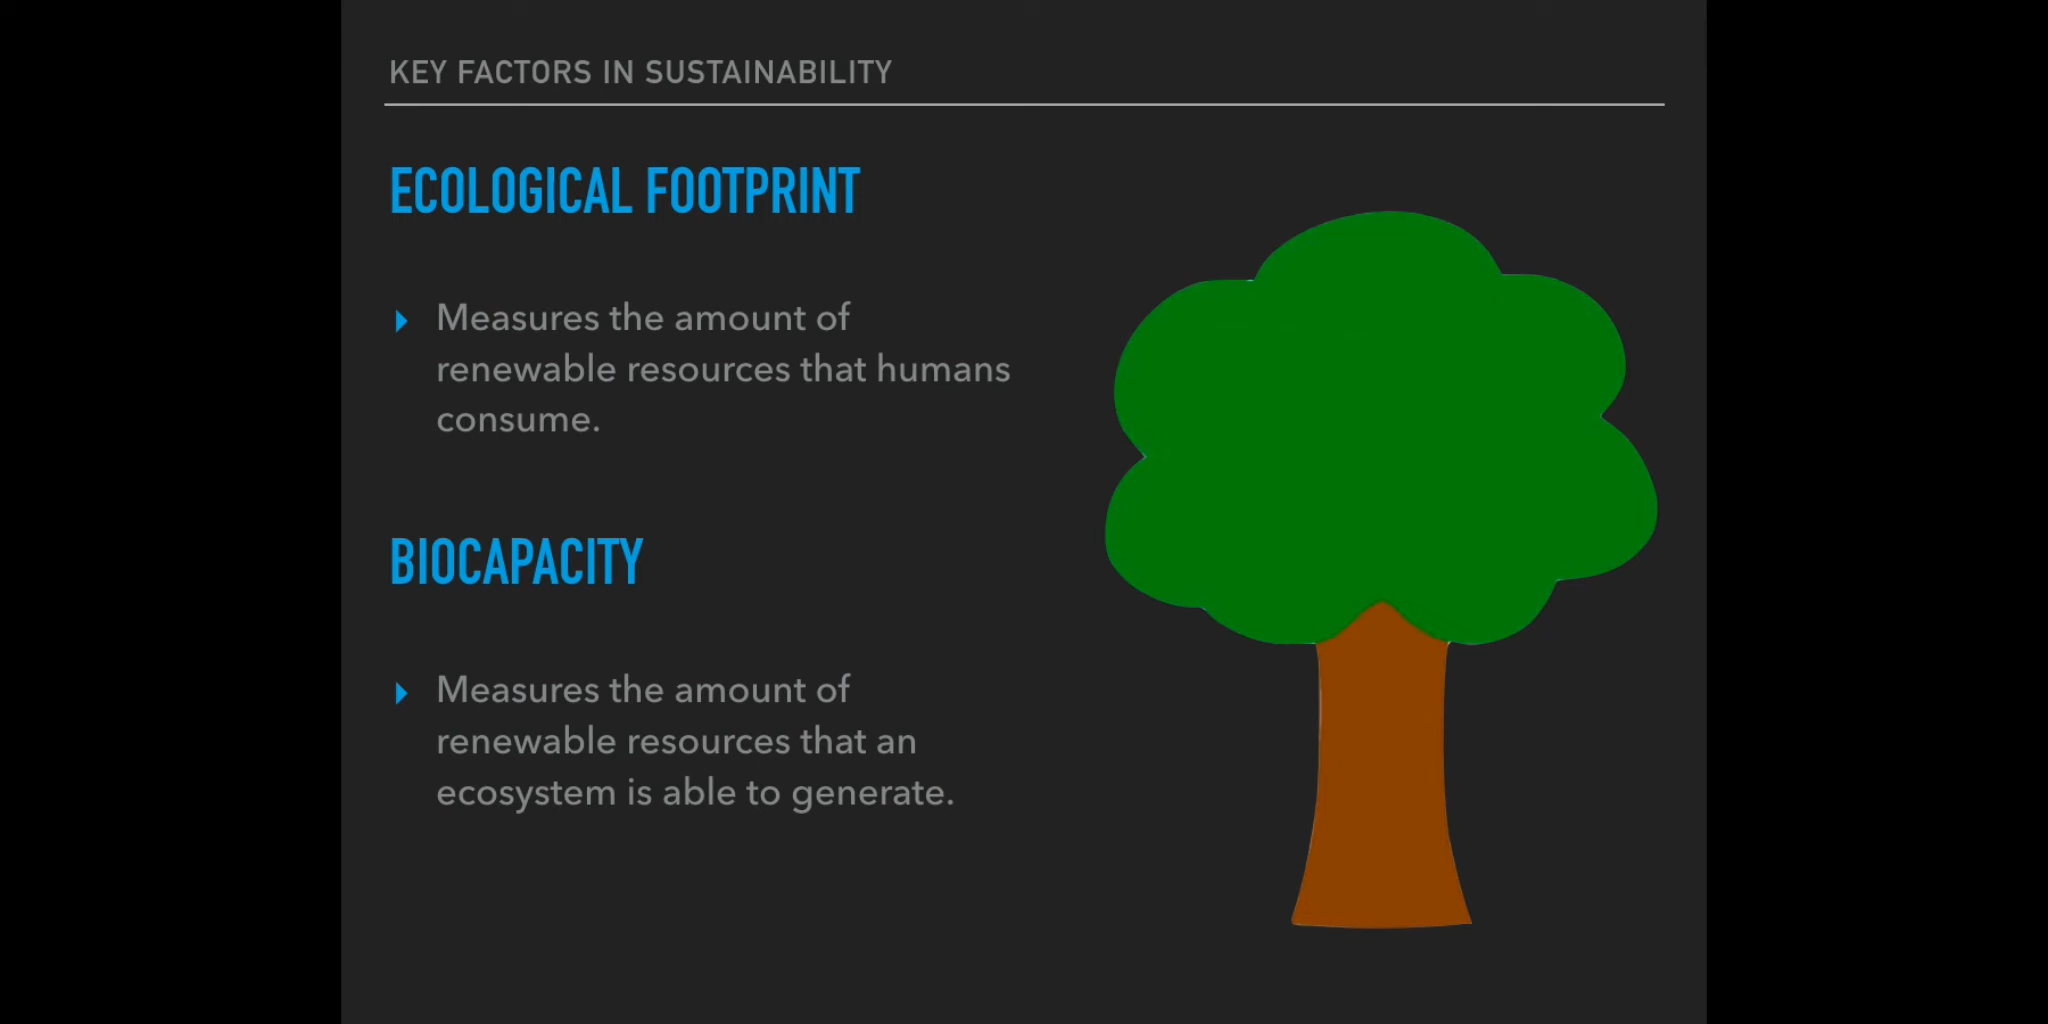 KEY FACTORS IN SUSTAINABILITY
ECOLOGICAL FOOTPRINT
Measures the amount of
renewable resources that humans
consume.
BIOCAPACITY
Measures the amount of
renewable resources that an
ecosystem is able to generate.